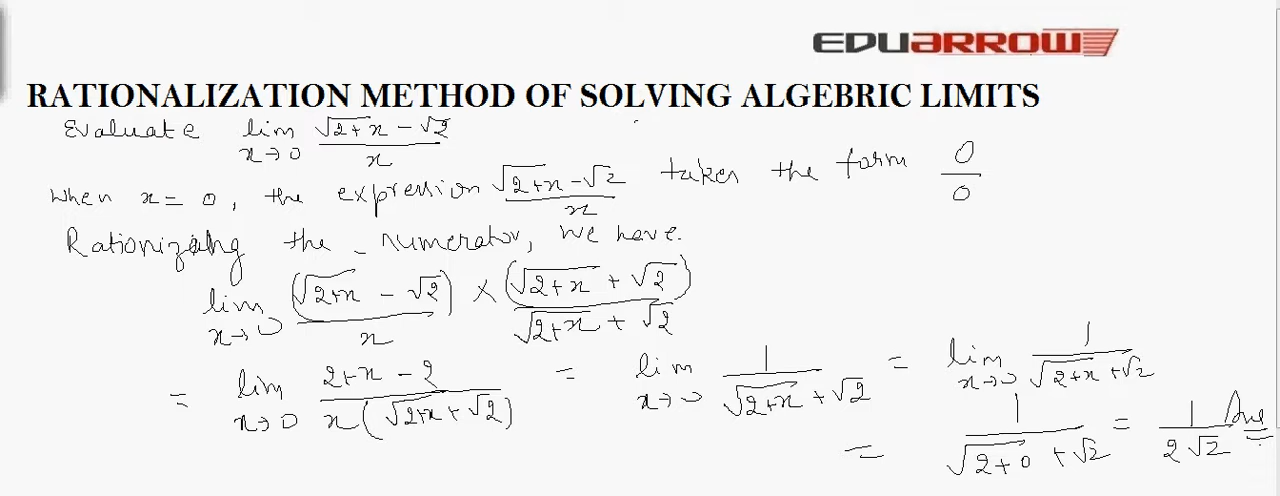 EDUARROW
RATIONALIZATION METHOD OF SOLVING ALGEBRIC LIMITS
Evaluate lim x→0 (√(2+x) − √2)/x
When x = 0, the expression (√(2+x) − √2)/x takes the form 0/0
Rationizing the numerator, we have.
lim x→0 (√(2+x) − √2)/x × (√(2+x) + √2)/(√(2+x) + √2)
= lim x→0 (2+x−2)/(x(√(2+x) + √2)) = lim x→0 1/(√(2+x) + √2) = lim x→0 1/(√(2+x) + √2)
= 1/(√(2+0) + √2) = 1/(2√2) Ans